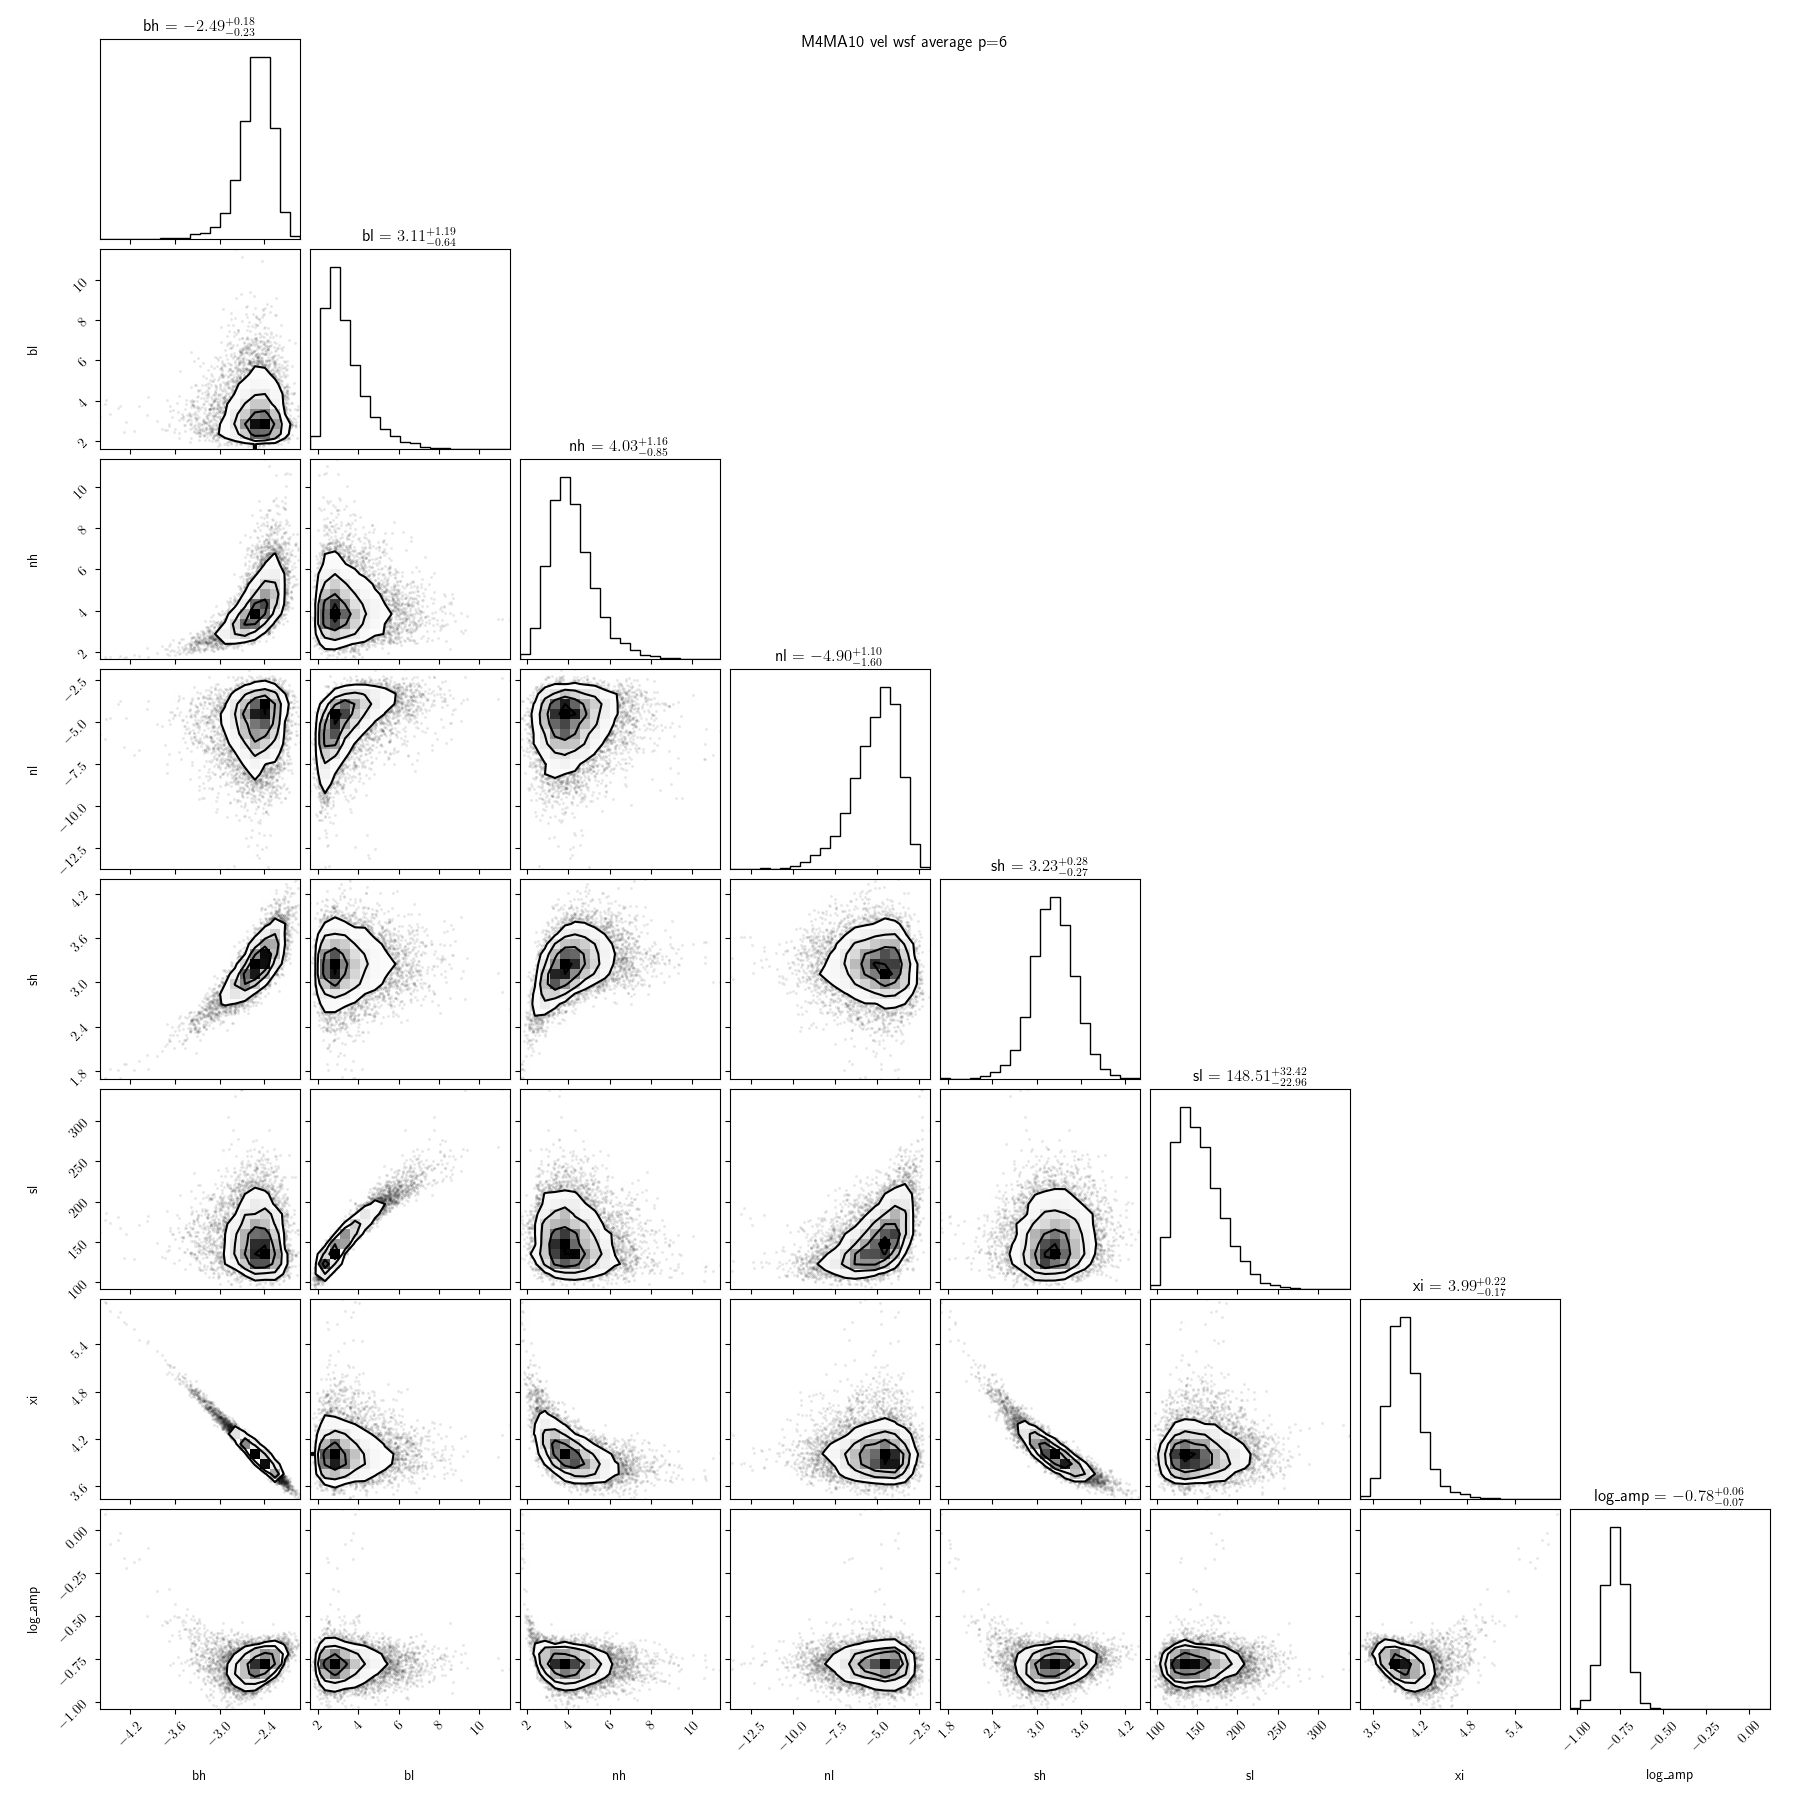 bh = −2.49+0.18−0.23
M4MA10 vel wsf average p=6
bl = 3.11+1.19−0.64
10
8
6
4
2
bl
nh = 4.03+1.16−0.85
10
8
6
4
2
nh
nl = −4.90+1.10−1.60
−2.5
−5.0
−7.5
−10.0
−12.5
nl
sh = 3.23+0.28−0.27
4.2
3.6
3.0
2.4
1.8
sh
sl = 148.51+32.42−22.96
300
250
200
150
100
sl
xi = 3.99+0.22−0.17
5.4
4.8
4.2
3.6
xi
log_amp = −0.78+0.06−0.07
0.00
−0.25
−0.50
−0.75
−1.00
log_amp
−4.2 −3.6 −3.0 −2.4 2 4 6 8 10 2 4 6 8 10 −12.5 −10.0 −7.5 −5.0 −2.5 1.8 2.4 3.0 3.6 4.2 100 150 200 250 300 3.6 4.2 4.8 5.4 −1.00 −0.75 −0.50 −0.25 0.00
bh bl nh nl sh sl xi log_amp